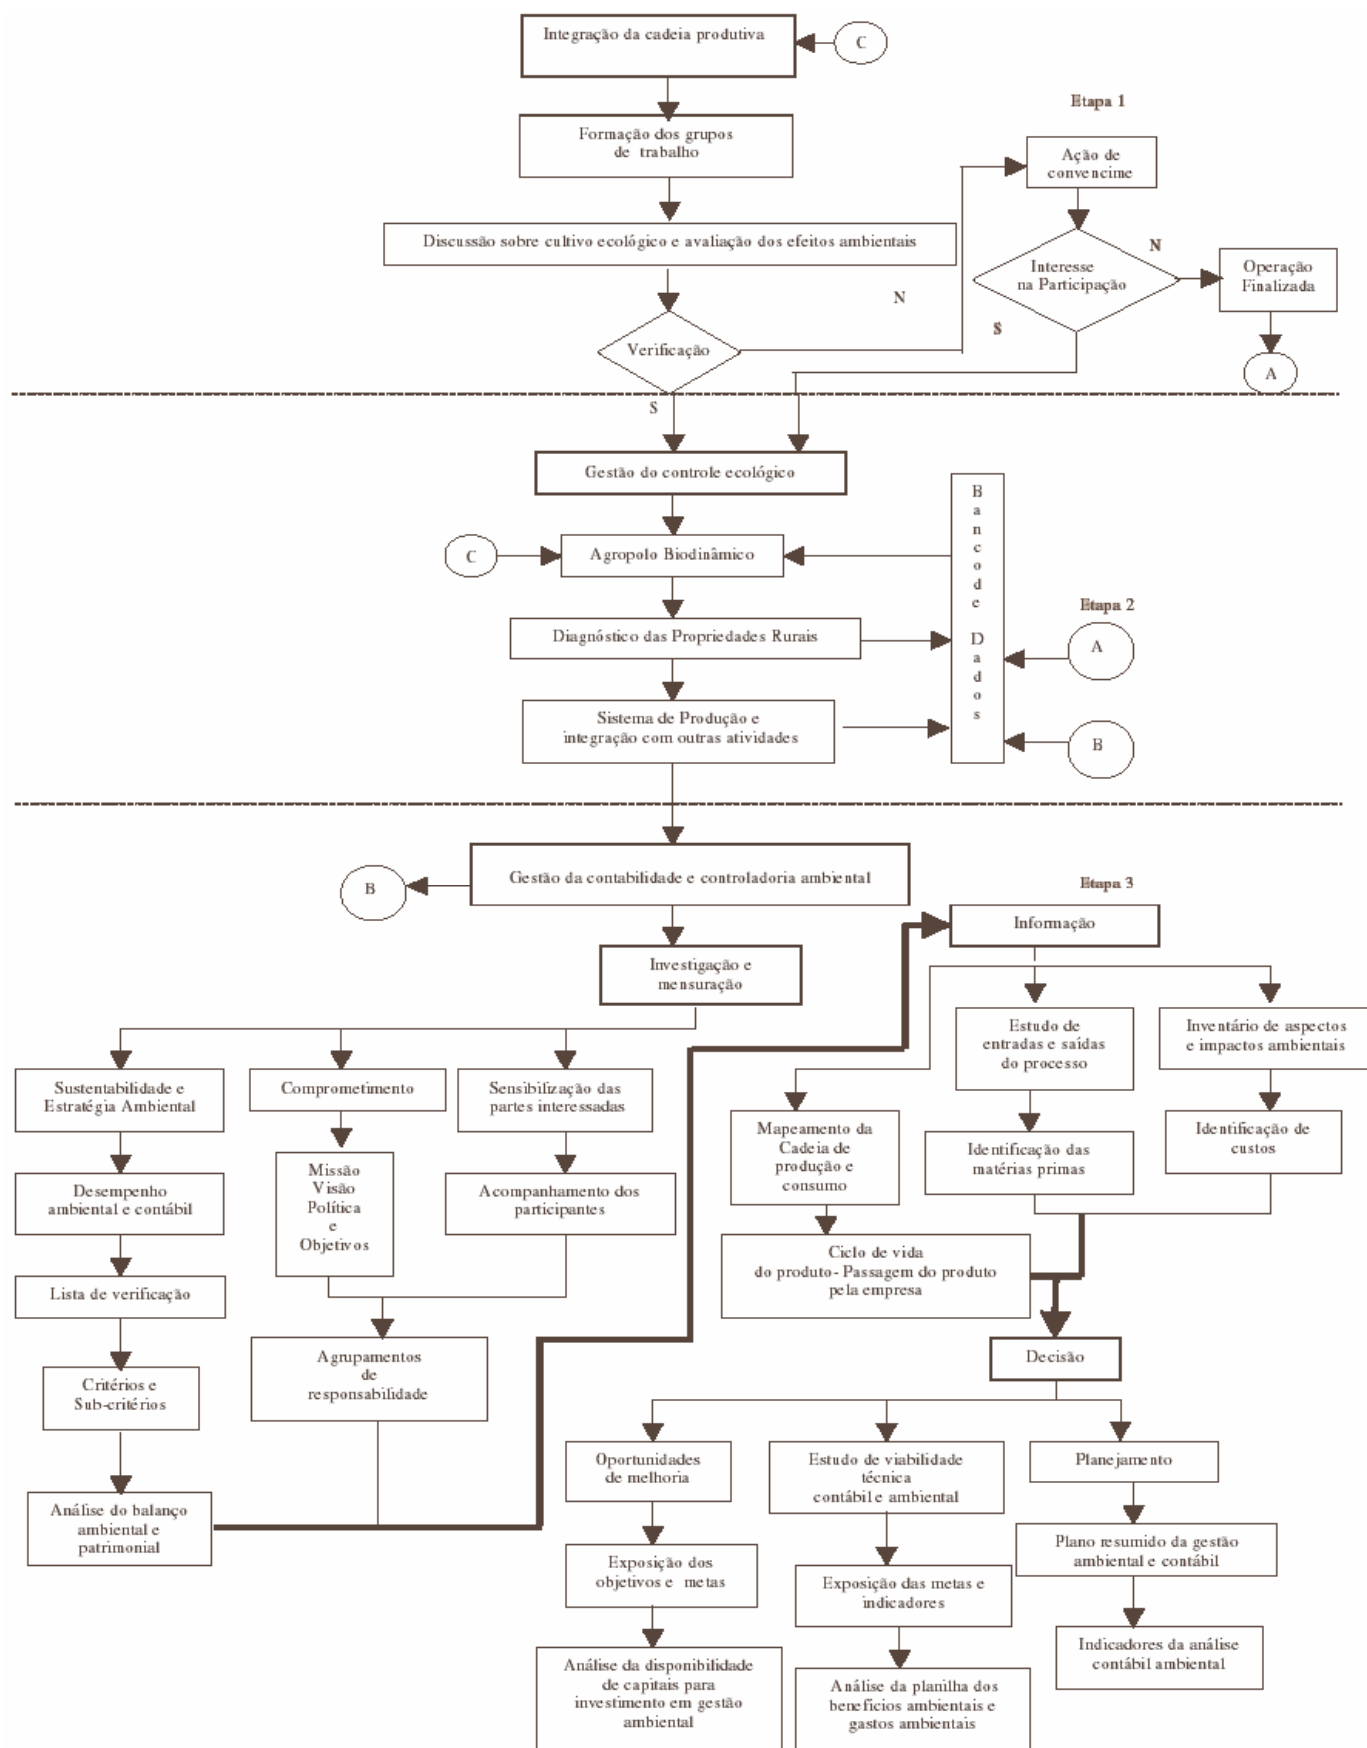 Integração da cadeia produtiva
C
Etapa 1
Formação dos grupos
de trabalho
Ação de
convencime
Discussão sobre cultivo ecológico e avaliação dos efeitos ambientais
N
Interesse
na Participação
Operação
Finalizada
N
S
Verificação
A
S
Gestão do controle ecológico
B
a
n
c
o
d
e
D
a
d
o
s
C
Agropolo Biodinâmico
Etapa 2
Diagnóstico das Propriedades Rurais
A
Sistema de Produção e
integração com outras atividades
B
Gestão da contabilidade e controladoria ambiental
B
Etapa 3
Informação
Investigação e
mensuração
Estudo de
entradas e saídas
do processo
Inventário de aspectos
e impactos ambientais
Sustentabilidade e
Estratégia Ambiental
Comprometimento
Sensibilização das
partes interessadas
Mapeamento da
Cadeia de
produção e
consumo
Identificação das
matérias primas
Identificação de
custos
Desempenho
ambiental e contábil
Missão
Visão
Política
e
Objetivos
Acompanhamento dos
participantes
Ciclo de vida
do produto- Passagem do produto
pela empresa
Lista de verificação
Agrupamentos
de
responsabilidade
Decisão
Critérios e
Sub-critérios
Oportunidades
de melhoria
Estudo de viabilidade
técnica
contábil e ambiental
Planejamento
Análise do balanço
ambiental e
patrimonial
Exposição dos
objetivos e metas
Exposição das metas e
indicadores
Plano resumido da gestão
ambiental e contábil
Análise da disponibilidade
de capitais para
investimento em gestão
ambiental
Análise da planilha dos
benefícios ambientais e
gastos ambientais
Indicadores da análise
contábil ambiental